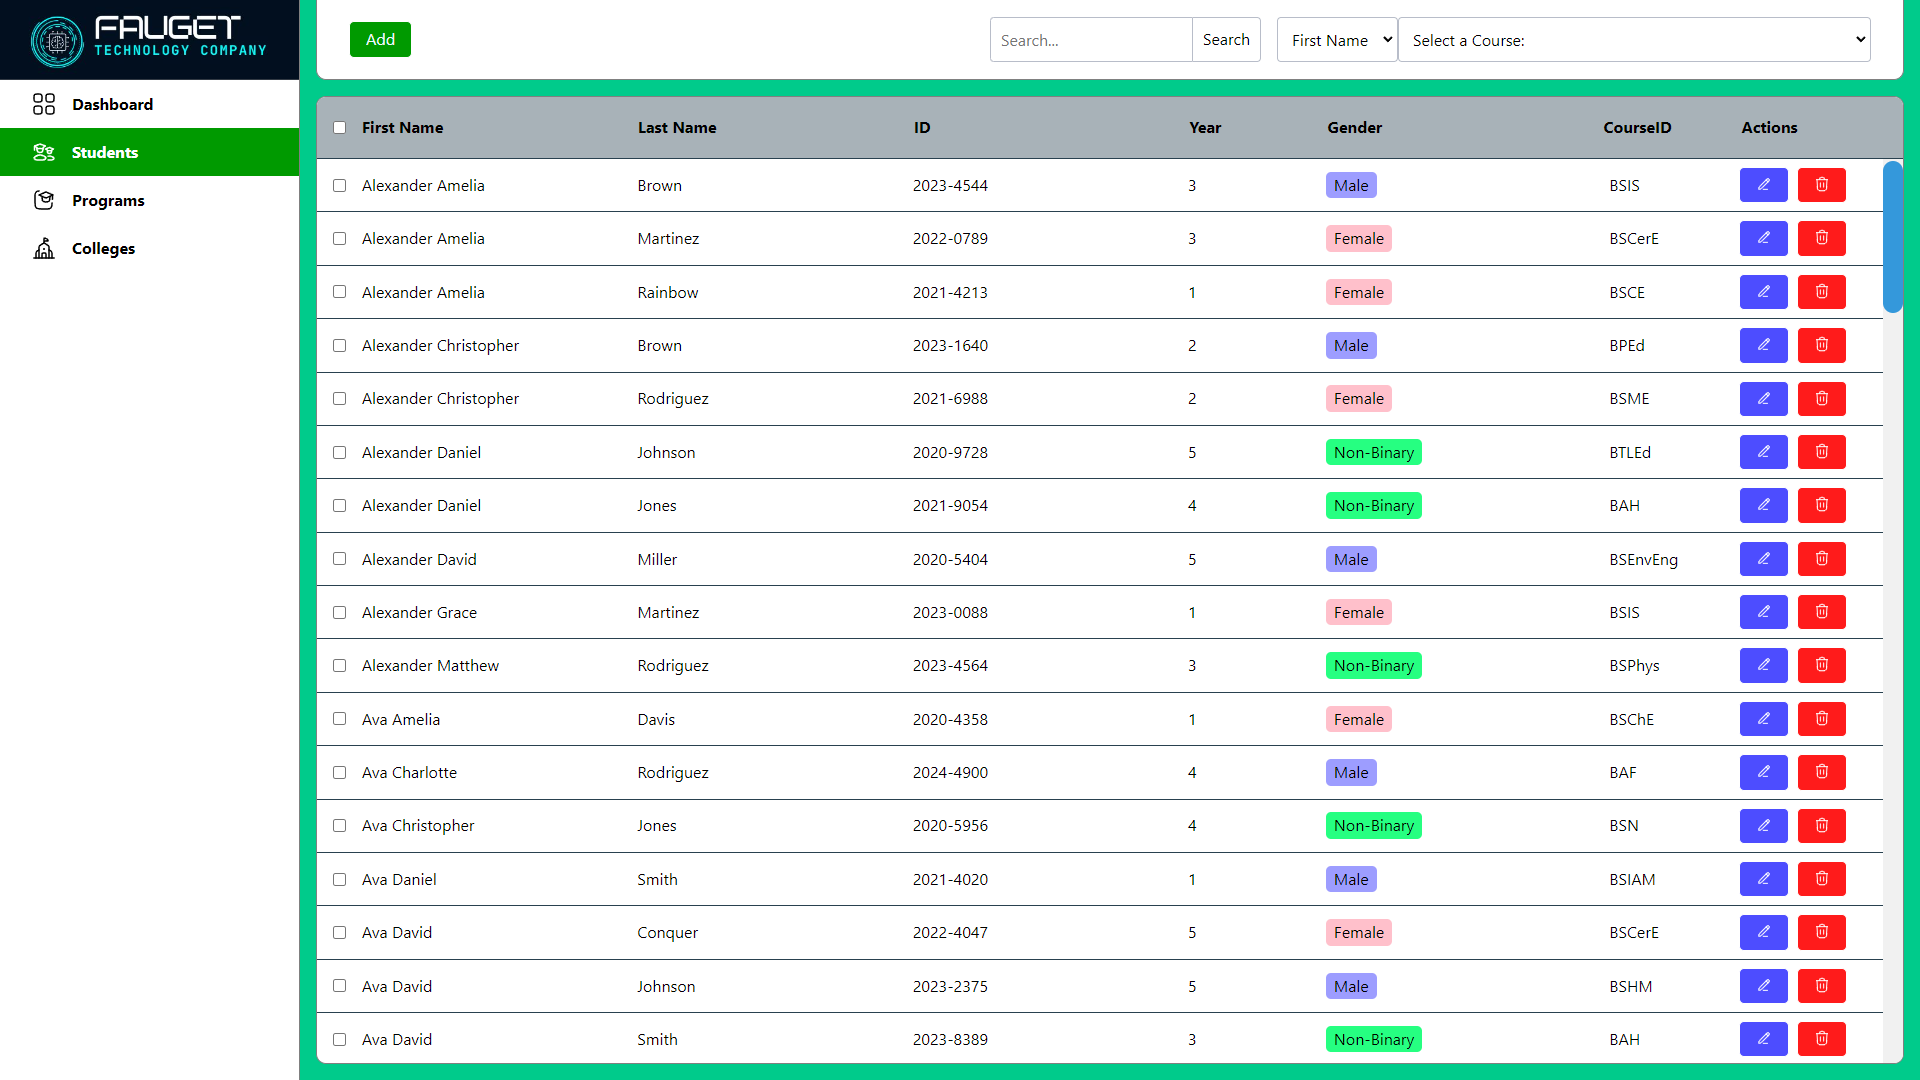 FAUGET
TECHNOLOGY COMPANY
Dashboard
Students
Programs
Colleges
Add
Search...
Search
First Name
Select a Course:
First Name Last Name ID Year Gender CourseID Actions
Alexander Amelia Brown 2023-4544 3 Male BSIS
Alexander Amelia Martinez 2022-0789 3 Female BSCerE
Alexander Amelia Rainbow 2021-4213 1 Female BSCE
Alexander Christopher Brown 2023-1640 2 Male BPEd
Alexander Christopher Rodriguez 2021-6988 2 Female BSME
Alexander Daniel Johnson 2020-9728 5 Non-Binary BTLEd
Alexander Daniel Jones 2021-9054 4 Non-Binary BAH
Alexander David Miller 2020-5404 5 Male BSEnvEng
Alexander Grace Martinez 2023-0088 1 Female BSIS
Alexander Matthew Rodriguez 2023-4564 3 Non-Binary BSPhys
Ava Amelia Davis 2020-4358 1 Female BSChE
Ava Charlotte Rodriguez 2024-4900 4 Male BAF
Ava Christopher Jones 2020-5956 4 Non-Binary BSN
Ava Daniel Smith 2021-4020 1 Male BSIAM
Ava David Conquer 2022-4047 5 Female BSCerE
Ava David Johnson 2023-2375 5 Male BSHM
Ava David Smith 2023-8389 3 Non-Binary BAH